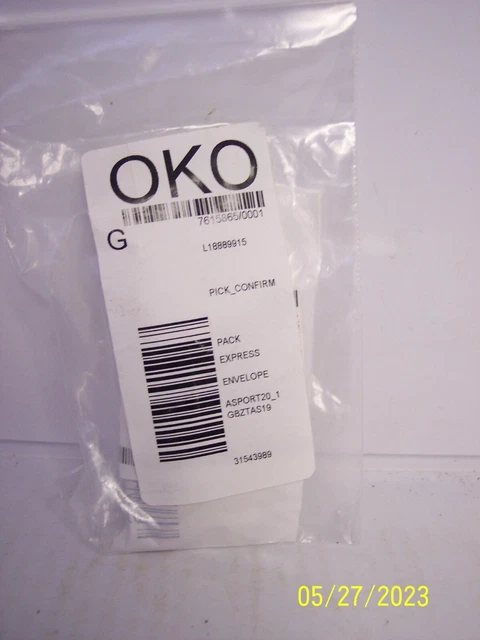 OKO
7615865/0001
G
L18889915
PICK_CONFIRM
PACK
EXPRESS
ENVELOPE
ASPORT20_1
GBZTAS19
31543989
05/27/2023